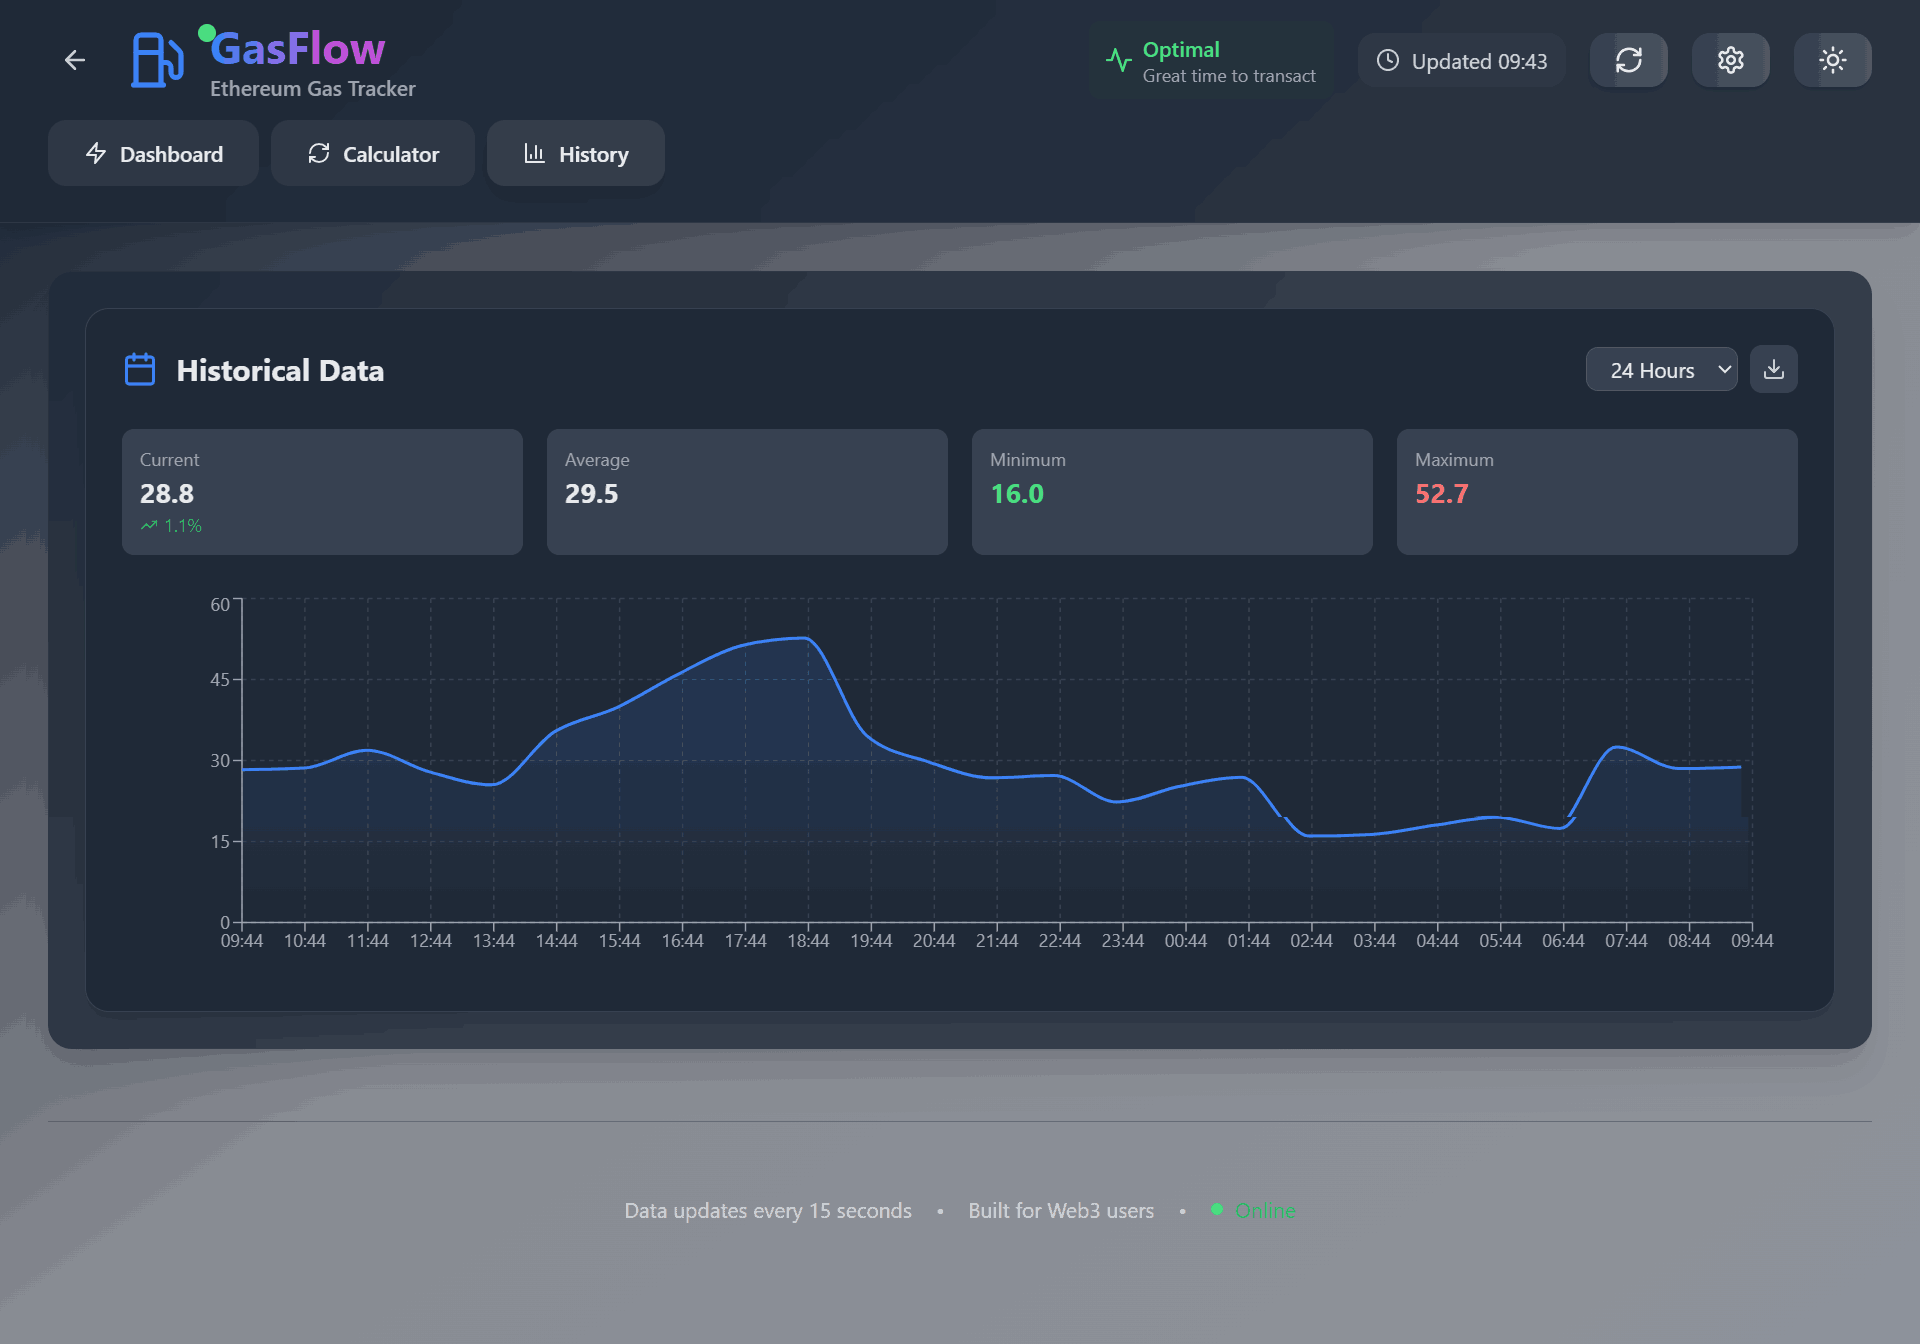 GasFlow
Ethereum Gas Tracker
Optimal
Great time to transact
Updated 09:43
Dashboard
Calculator
History
Historical Data
24 Hours
Current
28.8
1.1%
Average
29.5
Minimum
16.0
Maximum
52.7
60
45
30
15
0
09:44 10:44 11:44 12:44 13:44 14:44 15:44 16:44 17:44 18:44 19:44 20:44 21:44 22:44 23:44 00:44 01:44 02:44 03:44 04:44 05:44 06:44 07:44 08:44 09:44
Data updates every 15 seconds • Built for Web3 users • Online